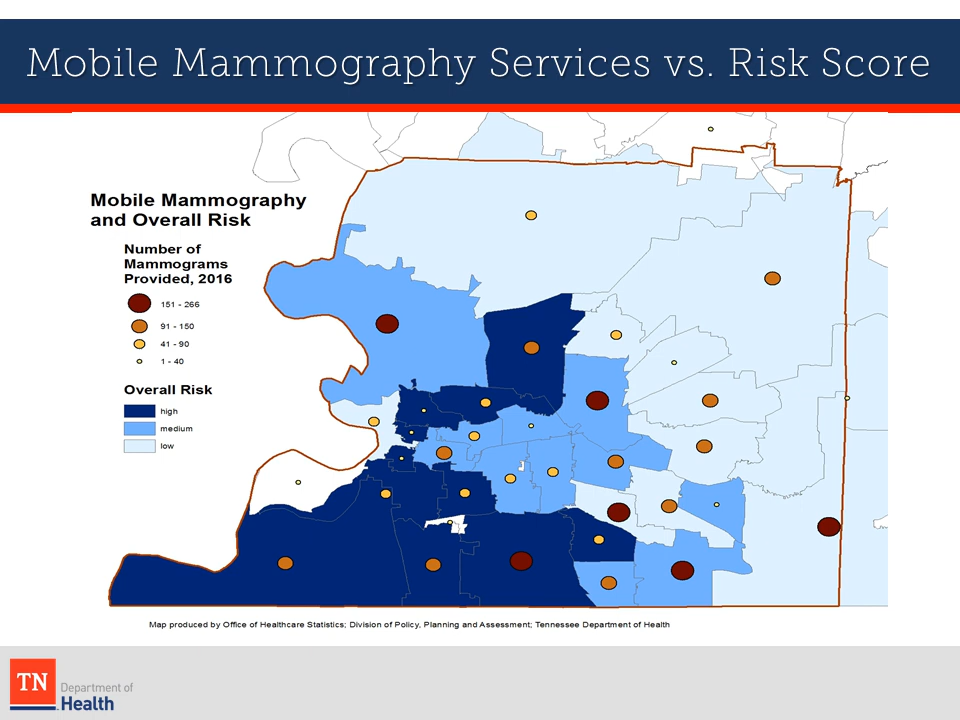 Mobile Mammography Services vs. Risk Score
Mobile Mammography
and Overall Risk
Number of
Mammograms
Provided, 2016
151 - 266
91 - 150
41 - 90
1 - 40
Overall Risk
high
medium
low
Map produced by Office of Healthcare Statistics; Division of Policy, Planning and Assessment; Tennessee Department of Health
TN
Department of
Health